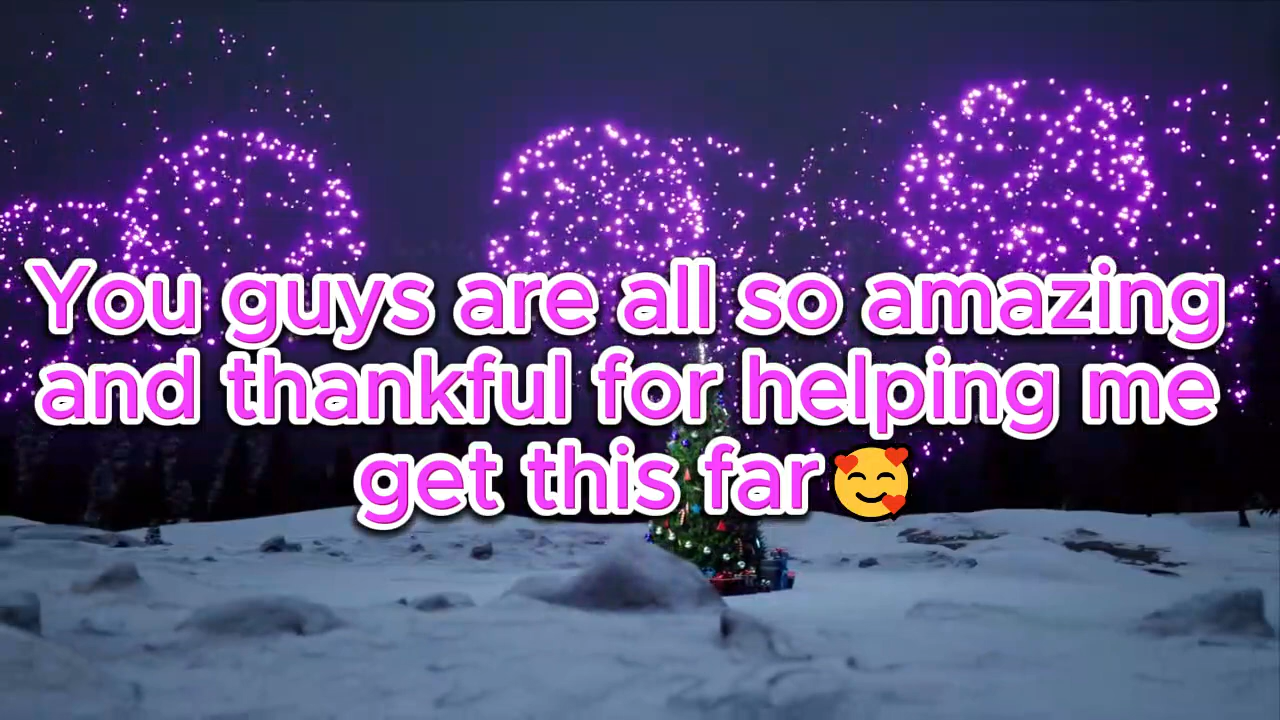 You guys are all so amazing
and thankful for helping me
get this far🥰